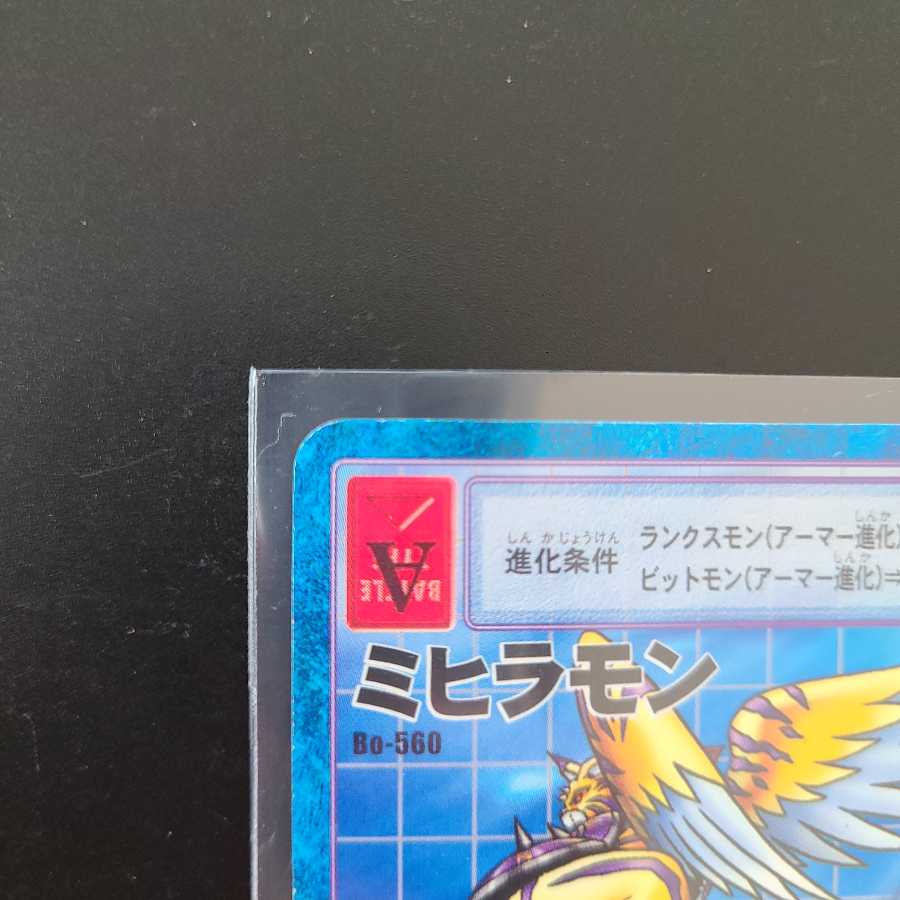 しんかじょうけん
進化条件
しんか
ランクスモン(アーマー進化)
しんか
ビットモン(アーマー進化)⇒
A
BATTLE
ミヒラモン
Bo-560